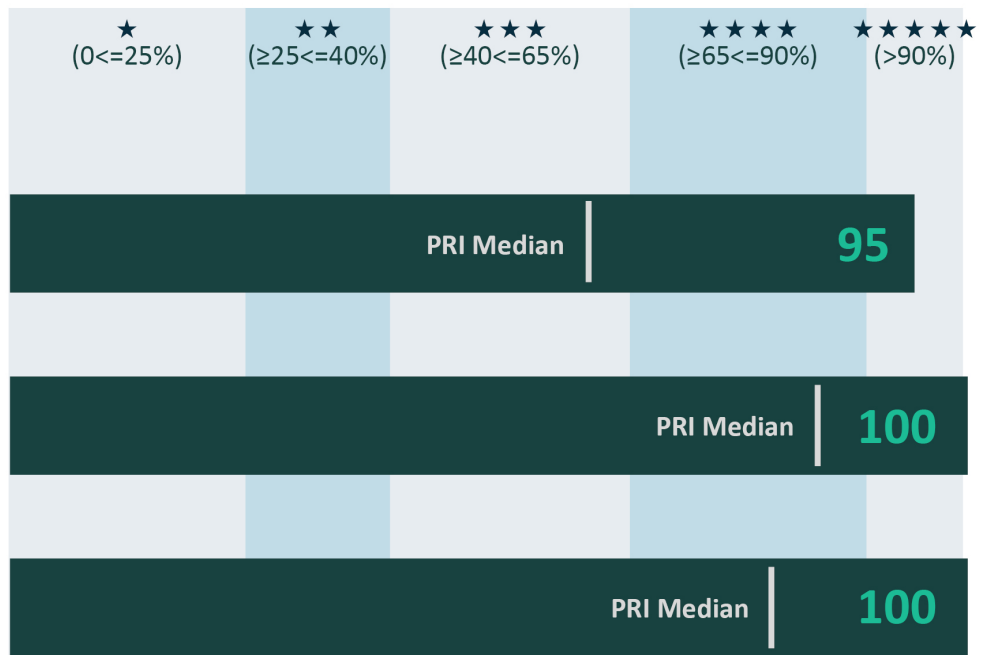 ★ ★★ ★★★ ★★★★ ★★★★★
(0<=25%) (≥25<=40%) (≥40<=65%) (≥65<=90%) (>90%)
PRI Median 95
PRI Median 100
PRI Median 100